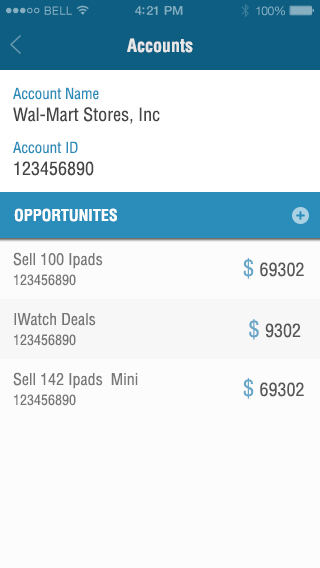 BELL 4:21 PM 100%
Accounts
Account Name
Wal-Mart Stores, Inc
Account ID
123456890
OPPORTUNITES
Sell 100 Ipads
123456890
$ 69302
IWatch Deals
123456890
$ 9302
Sell 142 Ipads Mini
123456890
$ 69302